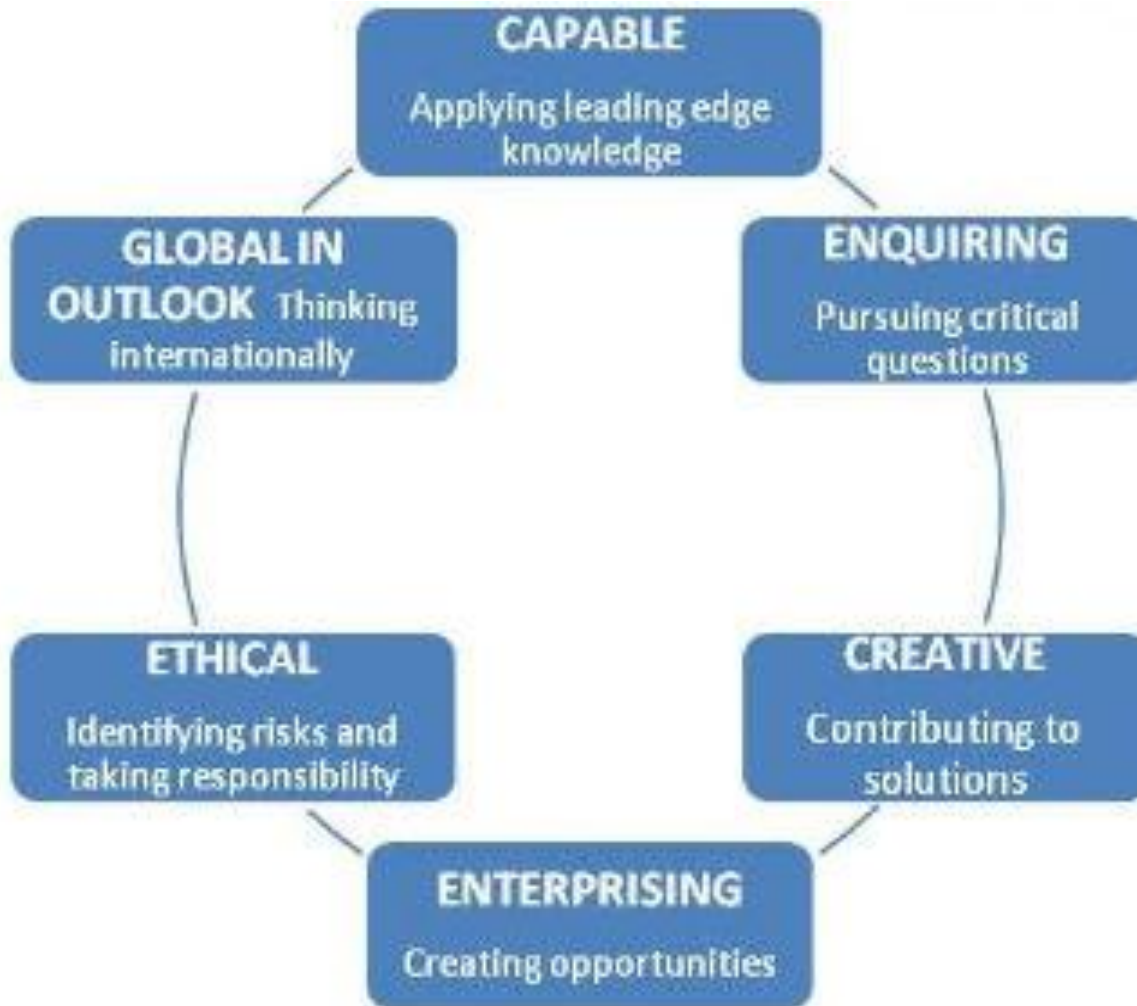 CAPABLE
Applying leading edge
knowledge
GLOBAL IN
OUTLOOK Thinking
internationally
ENQUIRING
Pursuing critical
questions
ETHICAL
Identifying risks and
taking responsibility
CREATIVE
Contributing to
solutions
ENTERPRISING
Creating opportunities